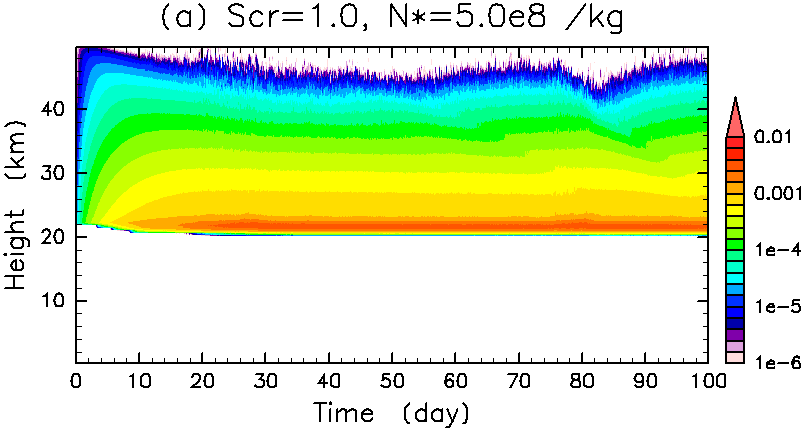 (a) Scr=1.0, N*=5.0e8 /kg
Height (km)
40
30
20
10
0 10 20 30 40 50 60 70 80 90 100
Time (day)
0.01
0.001
1e-4
1e-5
1e-6